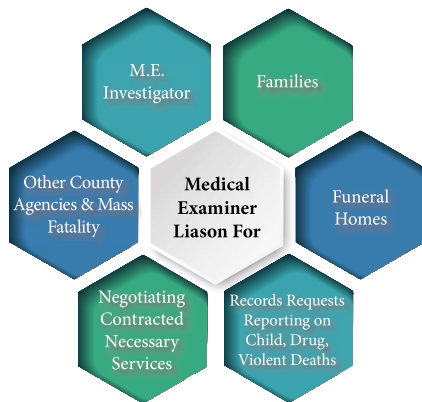 M.E.
Investigator
Families
Other County
Agencies & Mass
Fatality
Medical
Examiner
Liason For
Funeral
Homes
Negotiating
Contracted
Necessary
Services
Records Requests
Reporting on
Child, Drug,
Violent Deaths